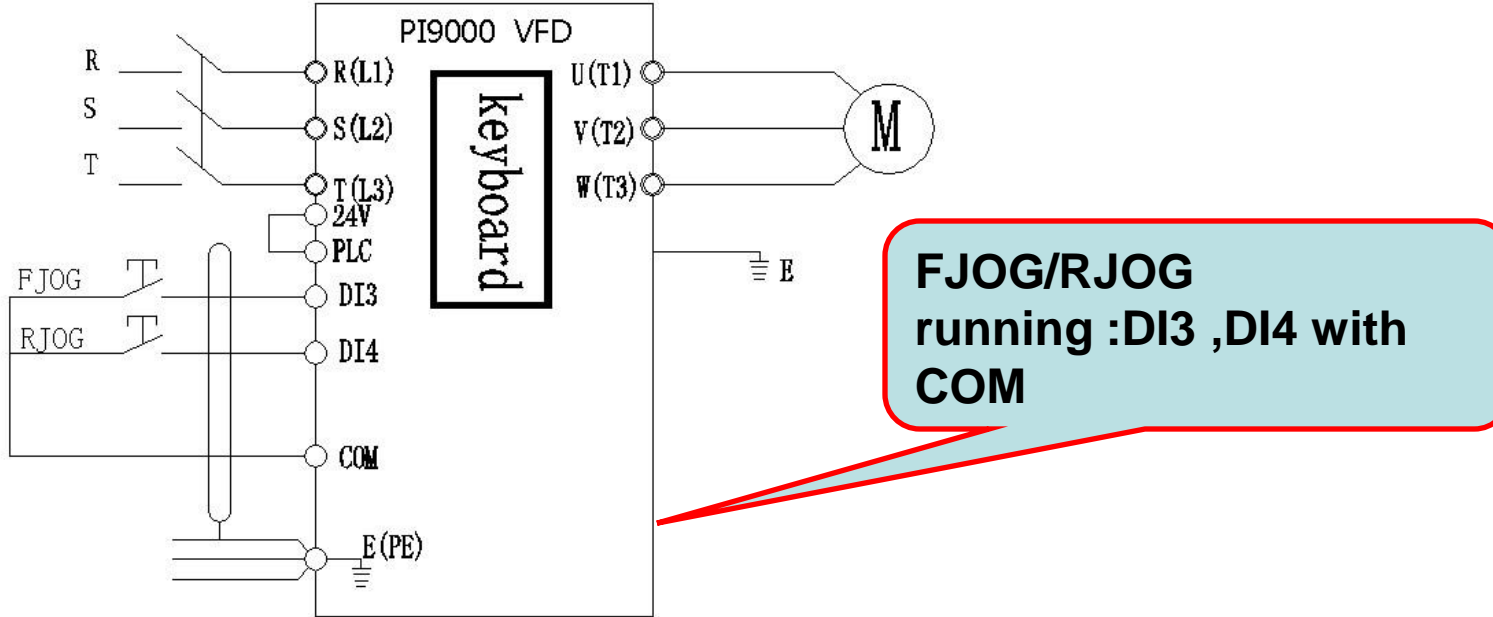 PI9000 VFD
R
R(L1)
U(T1)
S
S(L2)
V(T2)
M
T
T(L3)
W(T3)
keyboard
24V
PLC
E
FJOG
DI3
RJOG
DI4
COM
E(PE)
FJOG/RJOG
running :DI3 ,DI4 with
COM